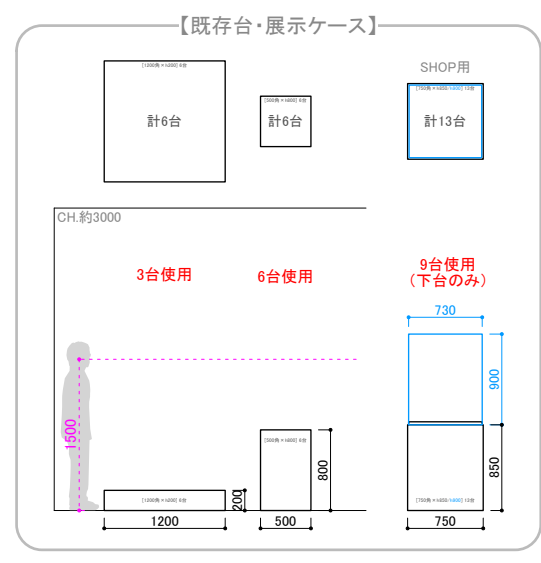 【既存台・展示ケース】
SHOP用
計6台
計6台
計13台
CH.約3000
3台使用
6台使用
9台使用
（下台のみ）
730
900
1500
800
850
200
1200
500
750